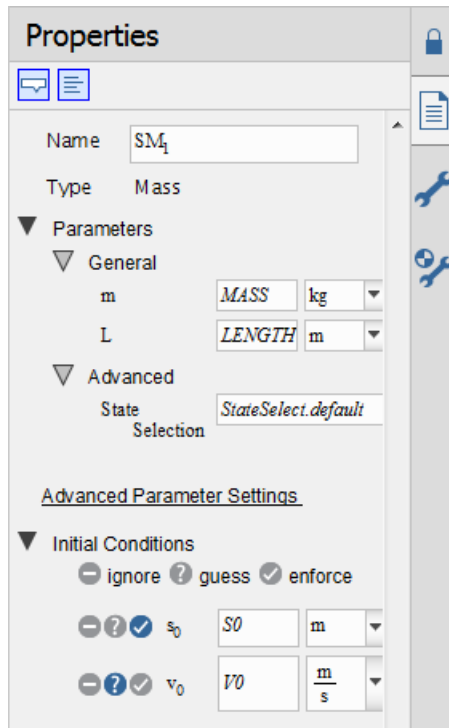 Properties
Name SM₁
Type Mass
Parameters
General
m MASS kg
L LENGTH m
Advanced
State Selection StateSelect.default
Advanced Parameter Settings
Initial Conditions
ignore ? guess enforce
? s₀ S0 m
? v₀ V0 m/s